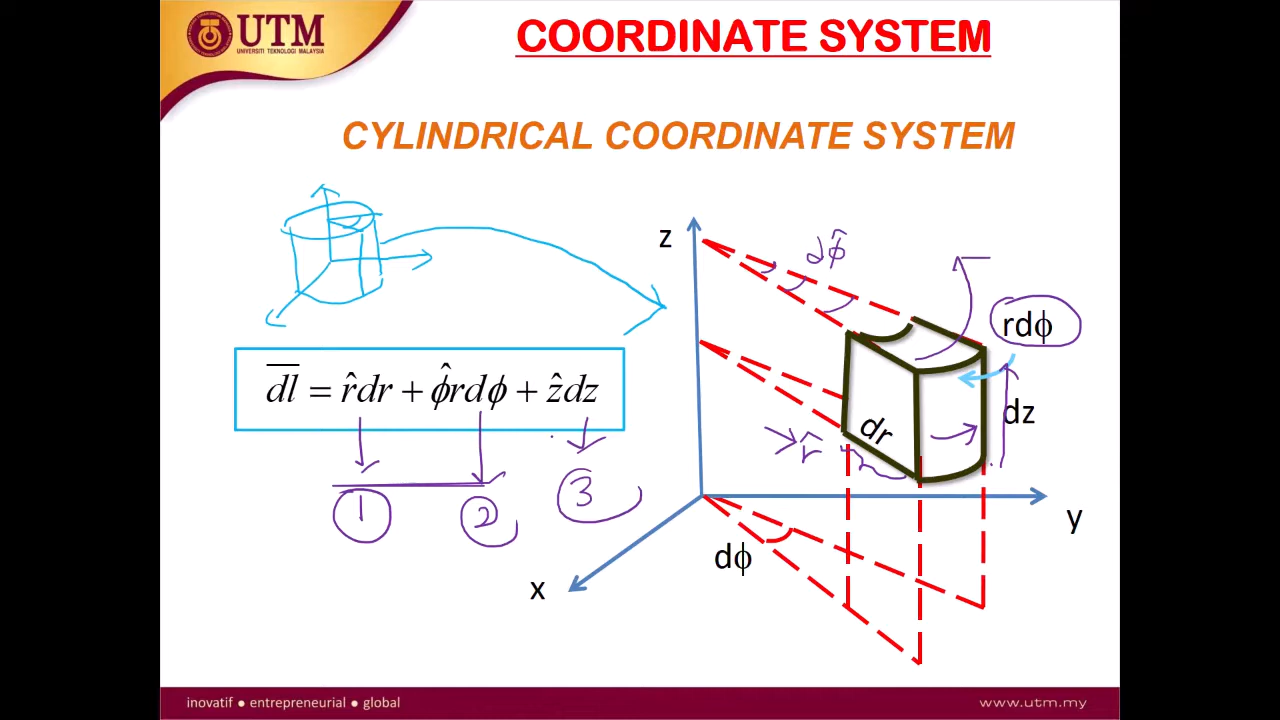 UTM
UNIVERSITI TEKNOLOGI MALAYSIA
COORDINATE SYSTEM
CYLINDRICAL COORDINATE SYSTEM
z
dφ̂
rdφ
d̅l̅ = r̂dr + φ̂rdφ + ẑdz
dz
dr
r̂
1
2
3
y
dφ
x
inovatif ● entrepreneurial ● global
www.utm.my